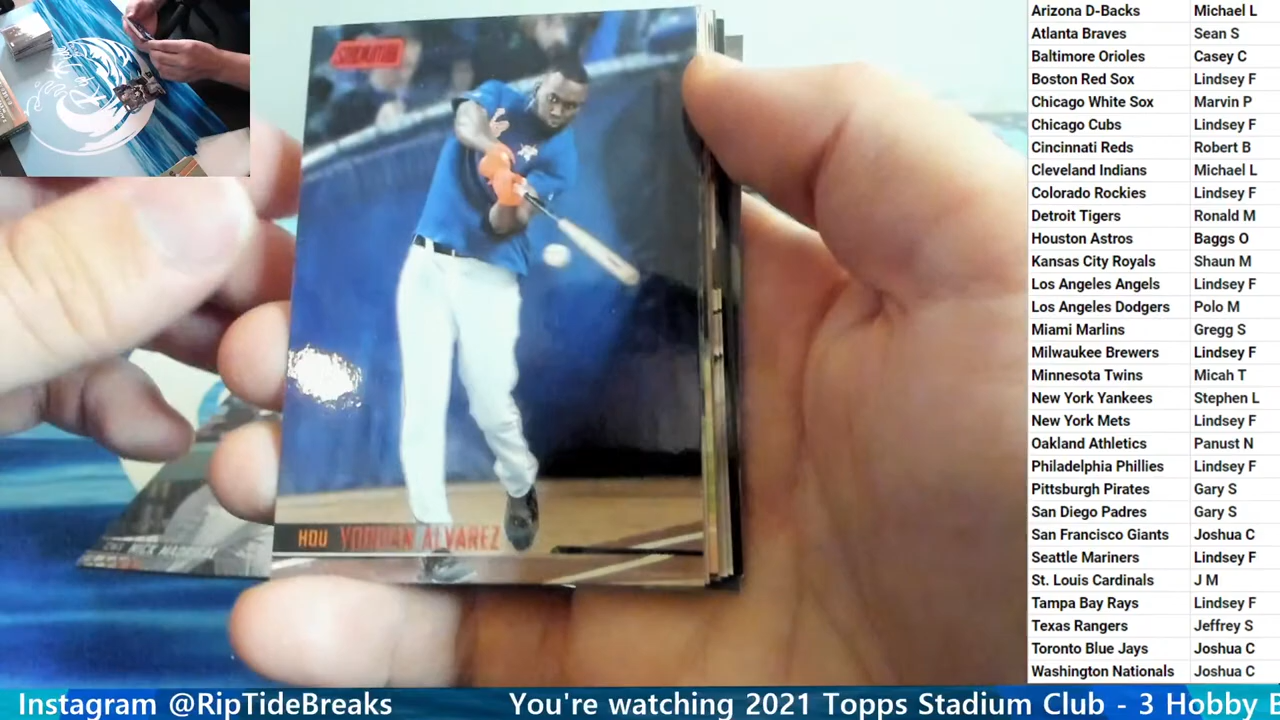 STADIUM
HOU YORDAN ALVAREZ
NICK MADRIGAL
Arizona D-Backs Michael L
Atlanta Braves Sean S
Baltimore Orioles Casey C
Boston Red Sox Lindsey F
Chicago White Sox Marvin P
Chicago Cubs Lindsey F
Cincinnati Reds Robert B
Cleveland Indians Michael L
Colorado Rockies Lindsey F
Detroit Tigers Ronald M
Houston Astros Baggs O
Kansas City Royals Shaun M
Los Angeles Angels Lindsey F
Los Angeles Dodgers Polo M
Miami Marlins Gregg S
Milwaukee Brewers Lindsey F
Minnesota Twins Micah T
New York Yankees Stephen L
New York Mets Lindsey F
Oakland Athletics Panust N
Philadelphia Phillies Lindsey F
Pittsburgh Pirates Gary S
San Diego Padres Gary S
San Francisco Giants Joshua C
Seattle Mariners Lindsey F
St. Louis Cardinals J M
Tampa Bay Rays Lindsey F
Texas Rangers Jeffrey S
Toronto Blue Jays Joshua C
Washington Nationals Joshua C
Instagram @RipTideBreaks You're watching 2021 Topps Stadium Club - 3 Hobby